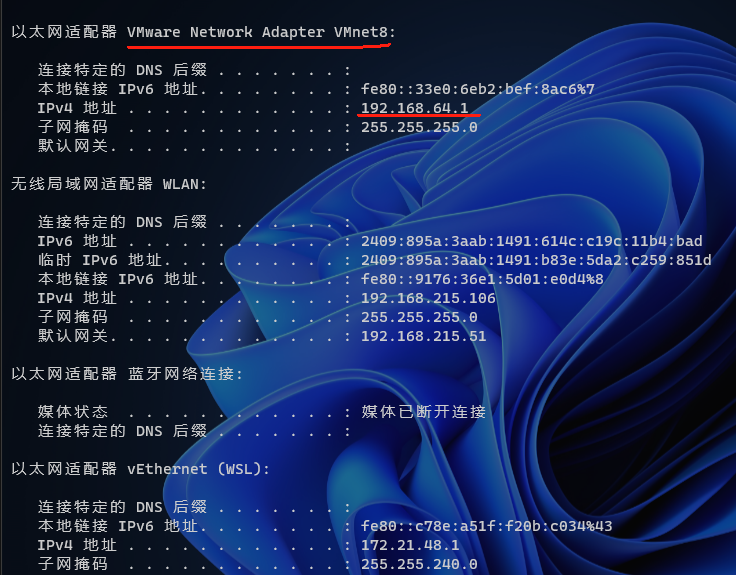 以太网适配器 VMware Network Adapter VMnet8:
连接特定的 DNS 后缀 . . . . . . . :
本地链接 IPv6 地址. . . . . . . . : fe80::33e0:6eb2:bef:8ac6%7
IPv4 地址 . . . . . . . . . . . . : 192.168.64.1
子网掩码  . . . . . . . . . . . . : 255.255.255.0
默认网关. . . . . . . . . . . . . :
无线局域网适配器 WLAN:
连接特定的 DNS 后缀 . . . . . . . :
IPv6 地址 . . . . . . . . . . . . : 2409:895a:3aab:1491:614c:c19c:11b4:bad
临时 IPv6 地址. . . . . . . . . . : 2409:895a:3aab:1491:b83e:5da2:c259:851d
本地链接 IPv6 地址. . . . . . . . : fe80::9176:36e1:5d01:e0d4%8
IPv4 地址 . . . . . . . . . . . . : 192.168.215.106
子网掩码  . . . . . . . . . . . . : 255.255.255.0
默认网关. . . . . . . . . . . . . : 192.168.215.51
以太网适配器 蓝牙网络连接:
媒体状态  . . . . . . . . . . . . : 媒体已断开连接
连接特定的 DNS 后缀 . . . . . . . :
以太网适配器 vEthernet (WSL):
连接特定的 DNS 后缀 . . . . . . . :
本地链接 IPv6 地址. . . . . . . . : fe80::c78e:a51f:f20b:c034%43
IPv4 地址 . . . . . . . . . . . . : 172.21.48.1
子网掩码  . . . . . . . . . . . . : 255.255.240.0